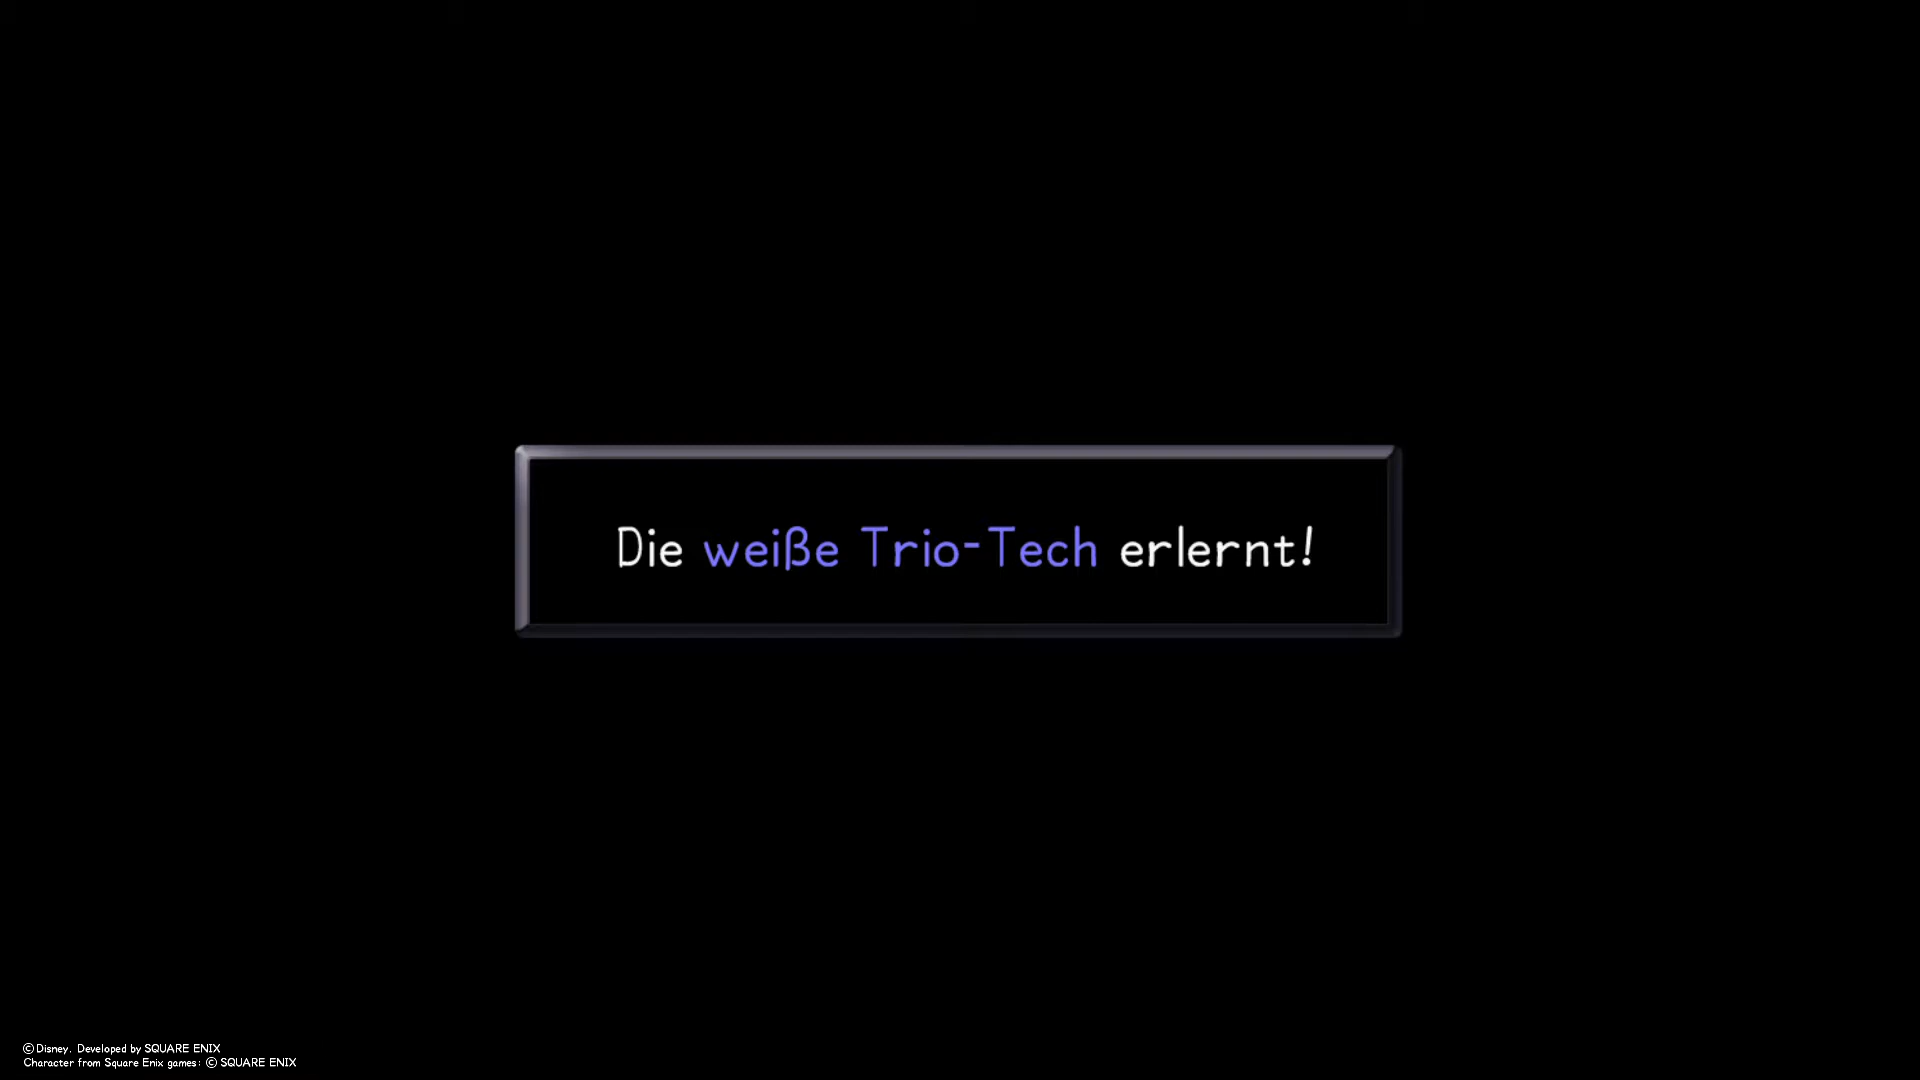 Die weiße Trio-Tech erlernt!
©Disney. Developed by SQUARE ENIX
Character from Square Enix games: © SQUARE ENIX